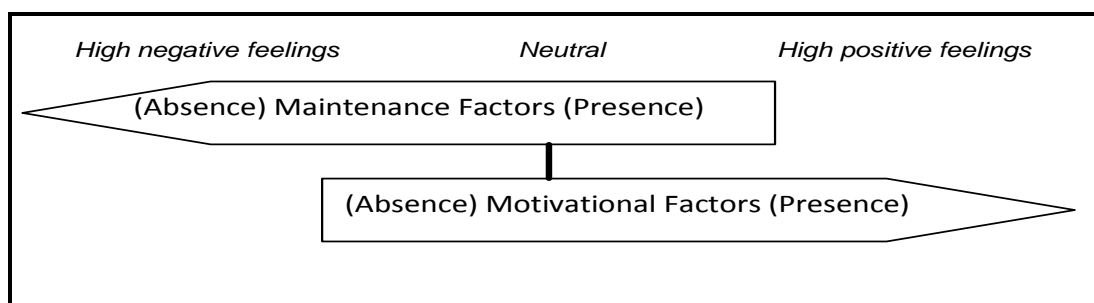 High negative feelings Neutral High positive feelings
(Absence) Maintenance Factors (Presence)
(Absence) Motivational Factors (Presence)